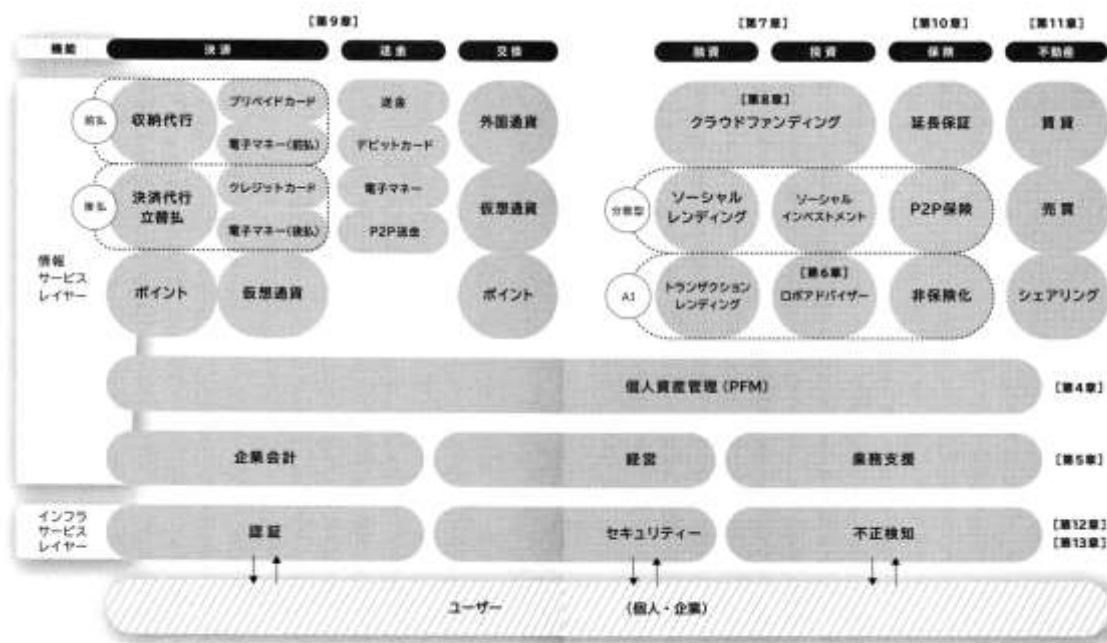 [第9章]
[第7章]
[第10章]
[第11章]
機能
決済
送金
交換
融資
投資
保険
不動産
前払
収納代行
プリペイドカード
電子マネー(前払)
送金
デビットカード
外国通貨
[第8章]
クラウドファンディング
延長保証
賃貸
後払
決済代行
立替払
クレジットカード
電子マネー(後払)
電子マネー
P2P送金
仮想通貨
分散型
ソーシャル
レンディング
ソーシャル
インベストメント
P2P保険
売買
情報
サービス
レイヤー
ポイント
仮想通貨
ポイント
AI
トランザクション
レンディング
[第6章]
ロボアドバイザー
非保険化
シェアリング
個人資産管理(PFM)
[第4章]
企業会計
経営
業務支援
[第5章]
インフラ
サービス
レイヤー
認証
セキュリティー
不正検知
[第12章]
[第13章]
ユーザー
(個人・企業)